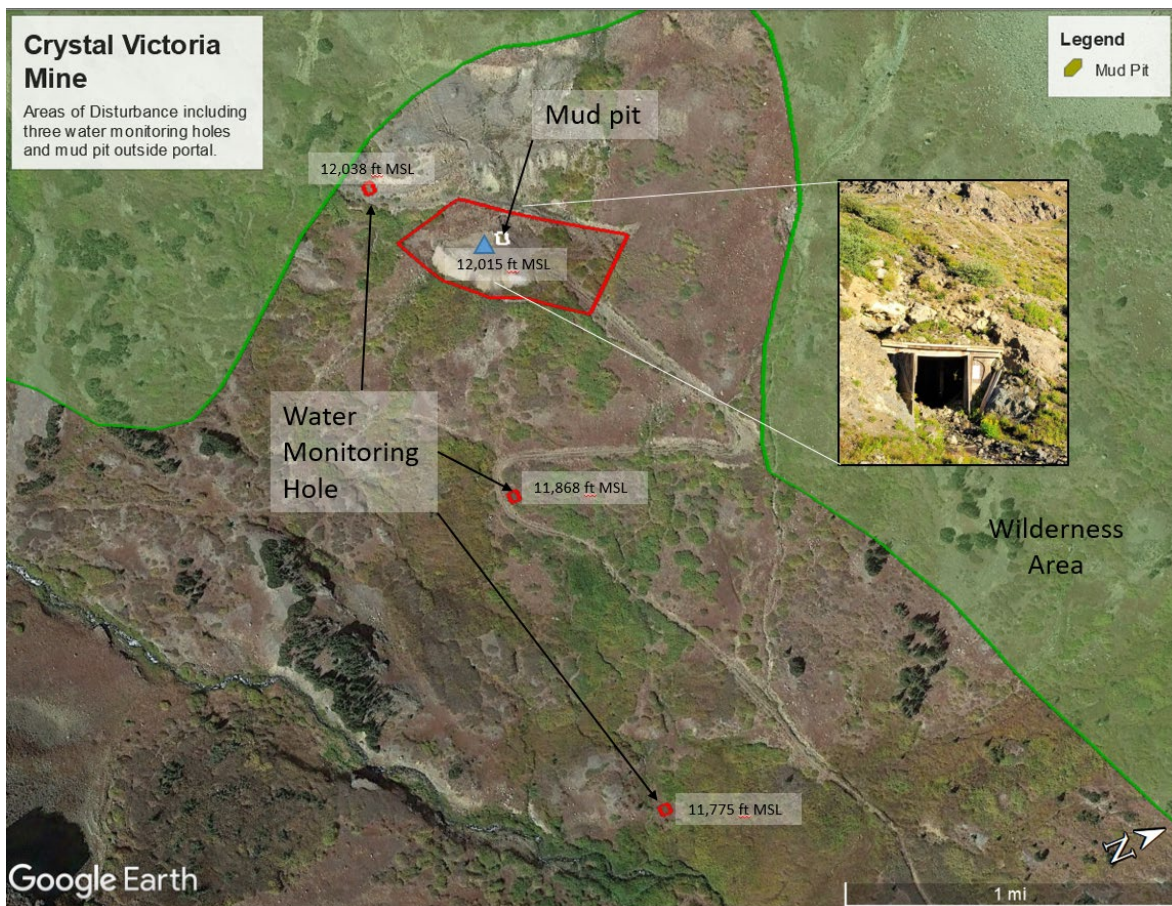 Crystal Victoria
Mine
Areas of Disturbance including
three water monitoring holes
and mud pit outside portal.
Legend
Mud Pit
Mud pit
12,038 ft MSL
12,015 ft MSL
Water
Monitoring
Hole
11,868 ft MSL
Wilderness
Area
11,775 ft MSL
N
Google Earth
1 mi